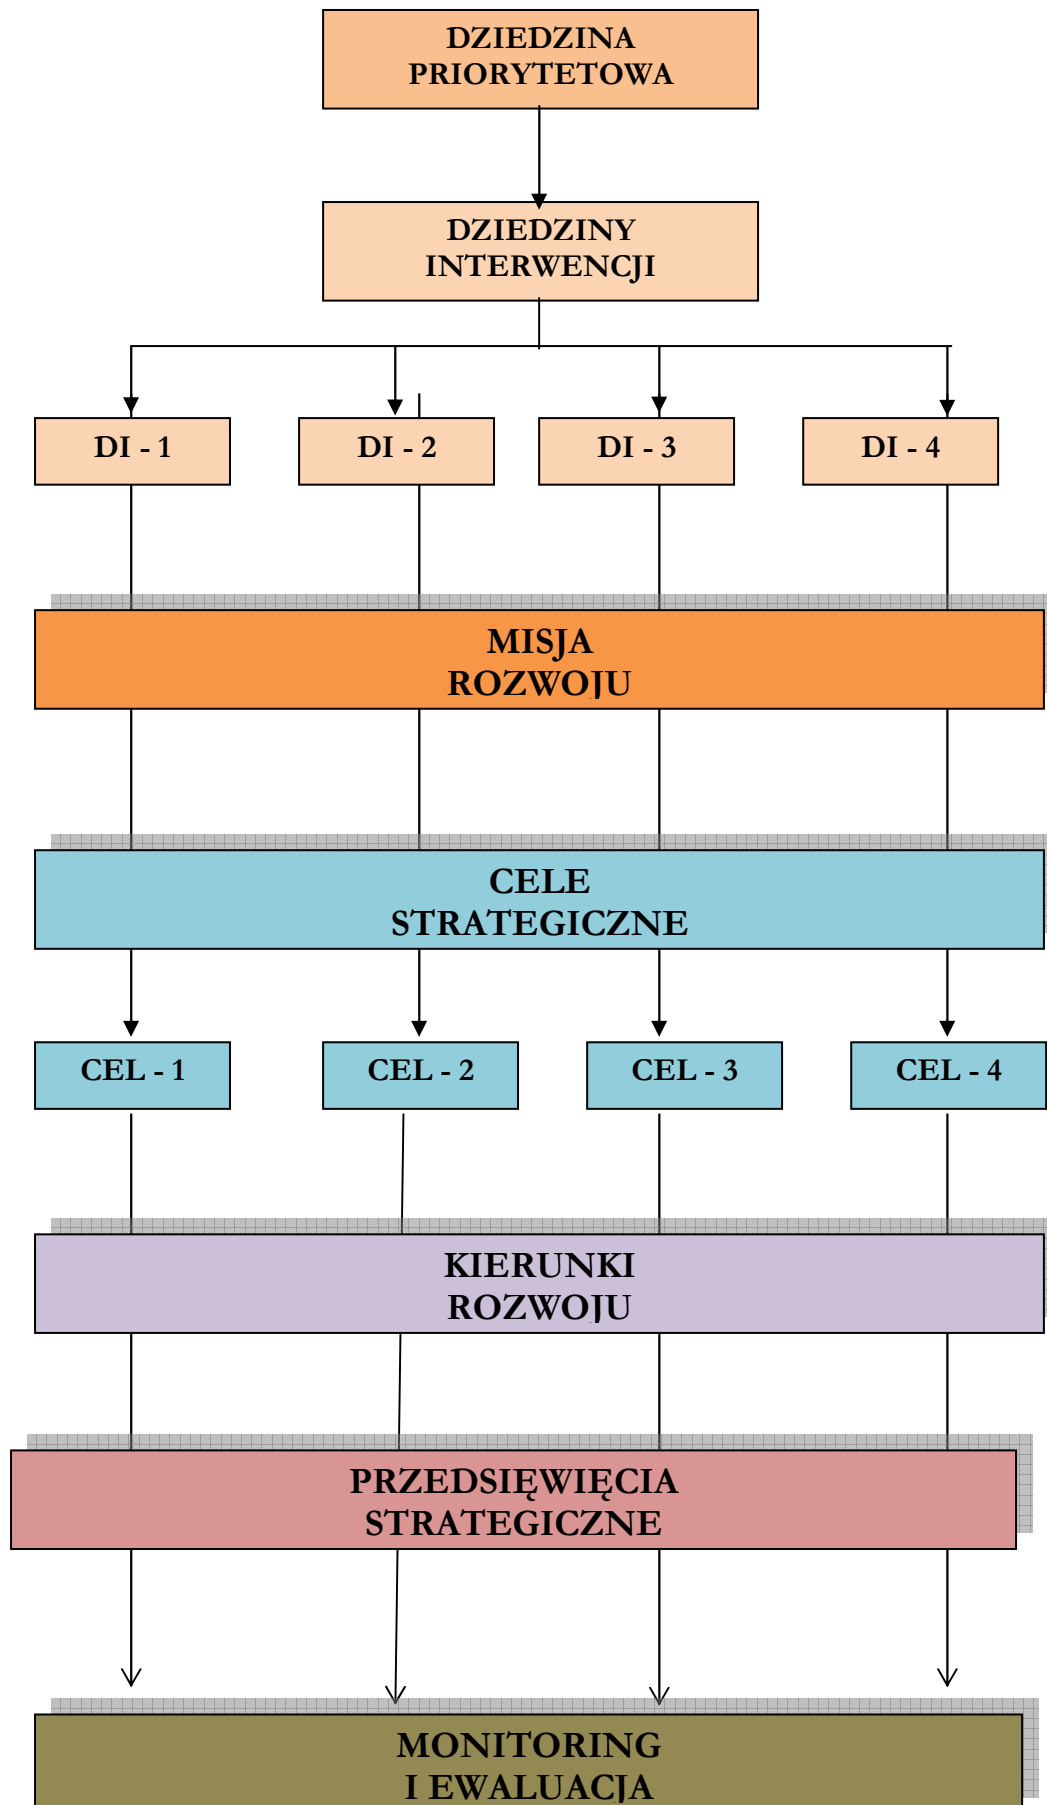 DZIEDZINA
PRIORYTETOWA
DZIEDZINY
INTERWENCJI
DI - 1
DI - 2
DI - 3
DI - 4
MISJA
ROZWOJU
CELE
STRATEGICZNE
CEL - 1
CEL - 2
CEL - 3
CEL - 4
KIERUNKI
ROZWOJU
PRZEDSIĘWIĘCIA
STRATEGICZNE
MONITORING
I EWALUACJA